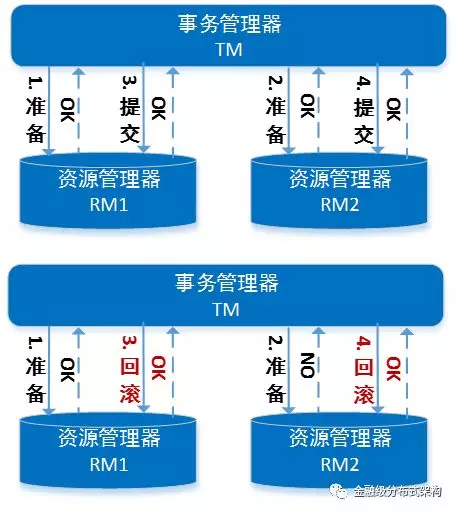 事务管理器
TM
1.准备
OK
3.提交
OK
2.准备
OK
4.提交
OK
资源管理器
RM1
资源管理器
RM2
事务管理器
TM
1.准备
OK
3.回滚
OK
2.准备
NO
4.回滚
OK
资源管理器
RM1
资源管理器
RM2
金融级分布式架构